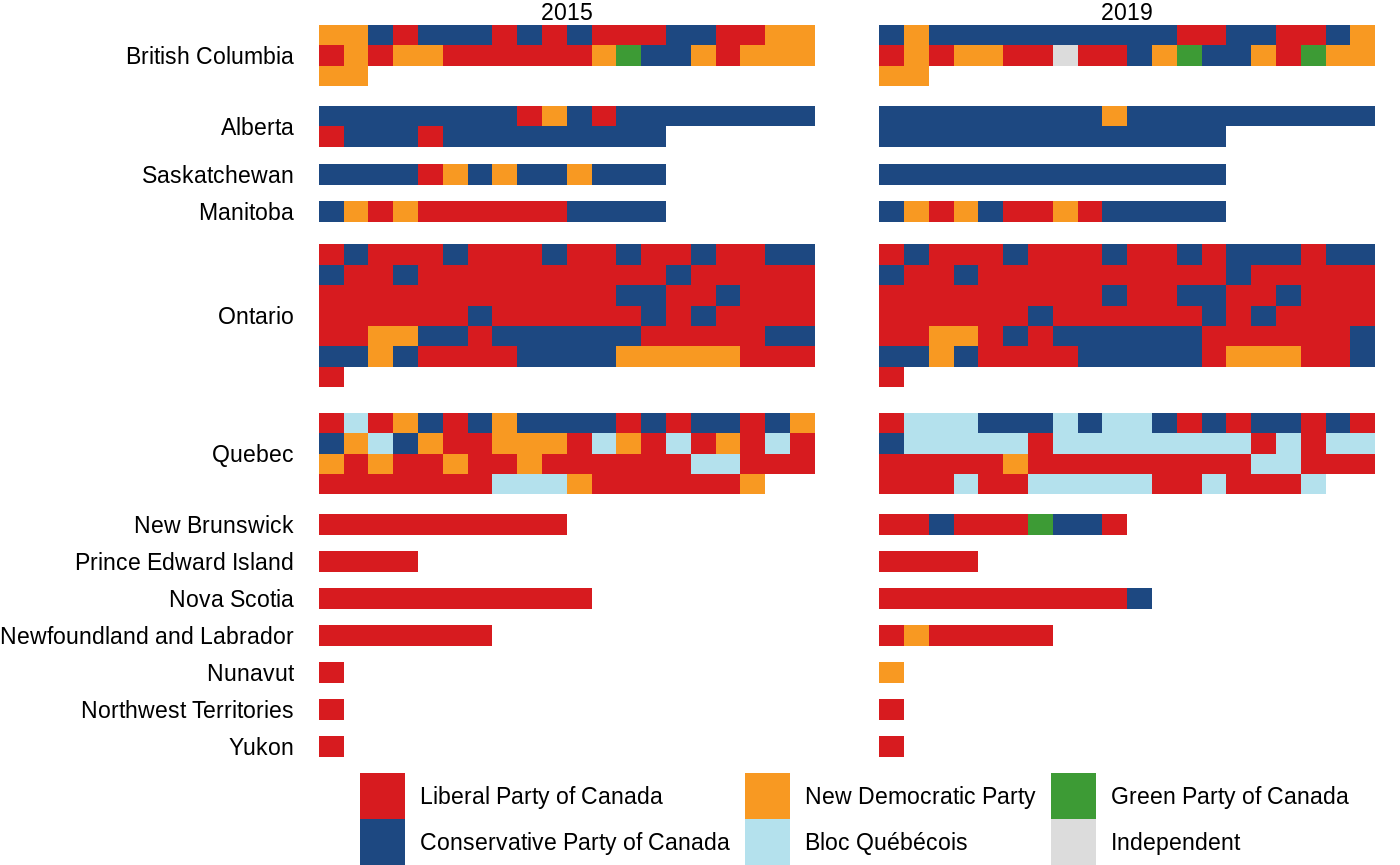 2015 2019
British Columbia
Alberta
Saskatchewan
Manitoba
Ontario
Quebec
New Brunswick
Prince Edward Island
Nova Scotia
Newfoundland and Labrador
Nunavut
Northwest Territories
Yukon
Liberal Party of Canada New Democratic Party Green Party of Canada
Conservative Party of Canada Bloc Québécois Independent